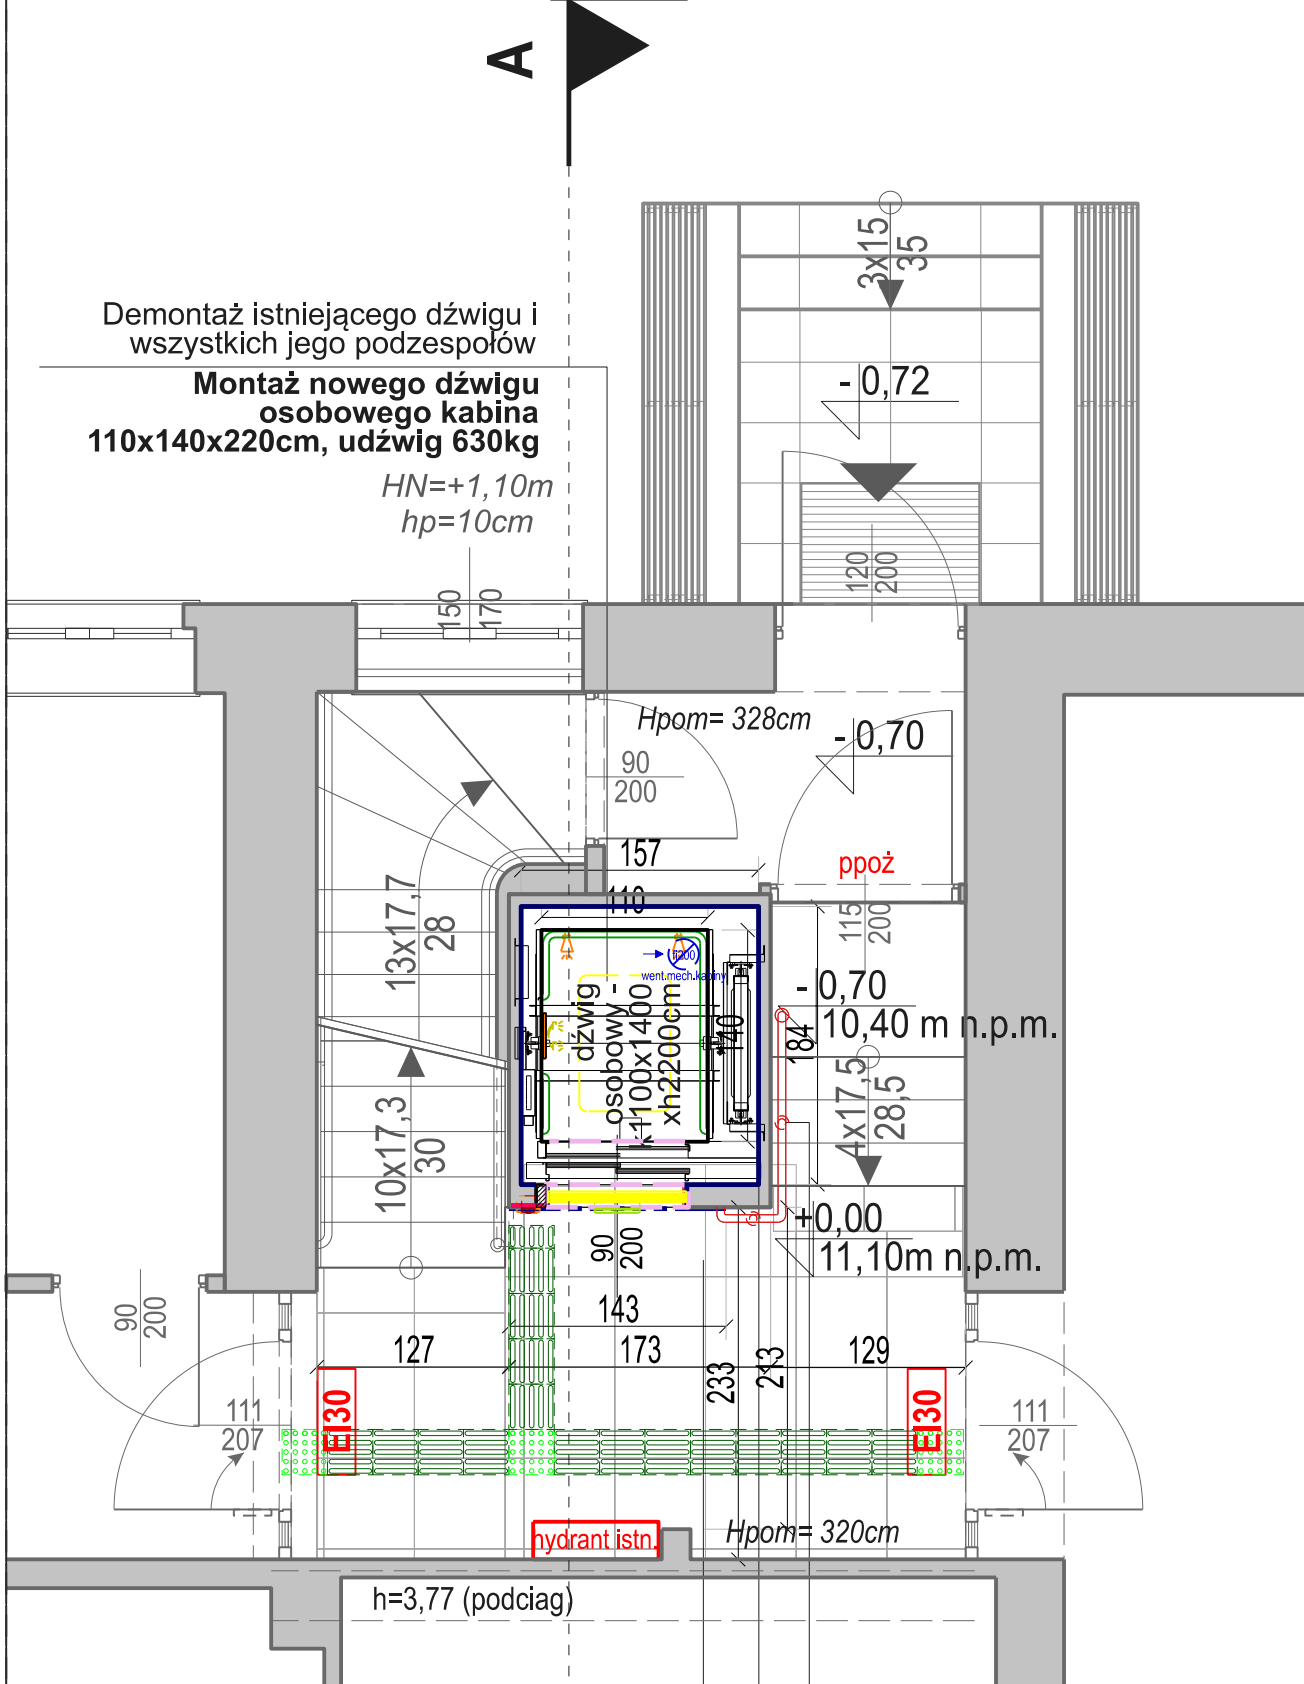 A
3x15
35
Demontaż istniejącego dźwigu i
wszystkich jego podzespołów
Montaż nowego dźwigu
osobowego kabina
110x140x220cm, udźwig 630kg
HN=+1,10m
hp=10cm
- 0,72
120
200
150
170
Hpom= 328cm
- 0,70
90
200
157
ppoż
110
115
200
13x17,7
28
fi200
went.mech.kabiny
dźwig
osobowy -
k1100x1400
xh2200cm
140
184
- 0,70
10,40 m n.p.m.
4x17,5
28,5
10x17,3
30
+0,00
11,10m n.p.m.
90
200
90
200
143
127
173
129
233
213
EI30
EI30
111
207
111
207
hydrant istn.
Hpom= 320cm
h=3,77 (podciag)